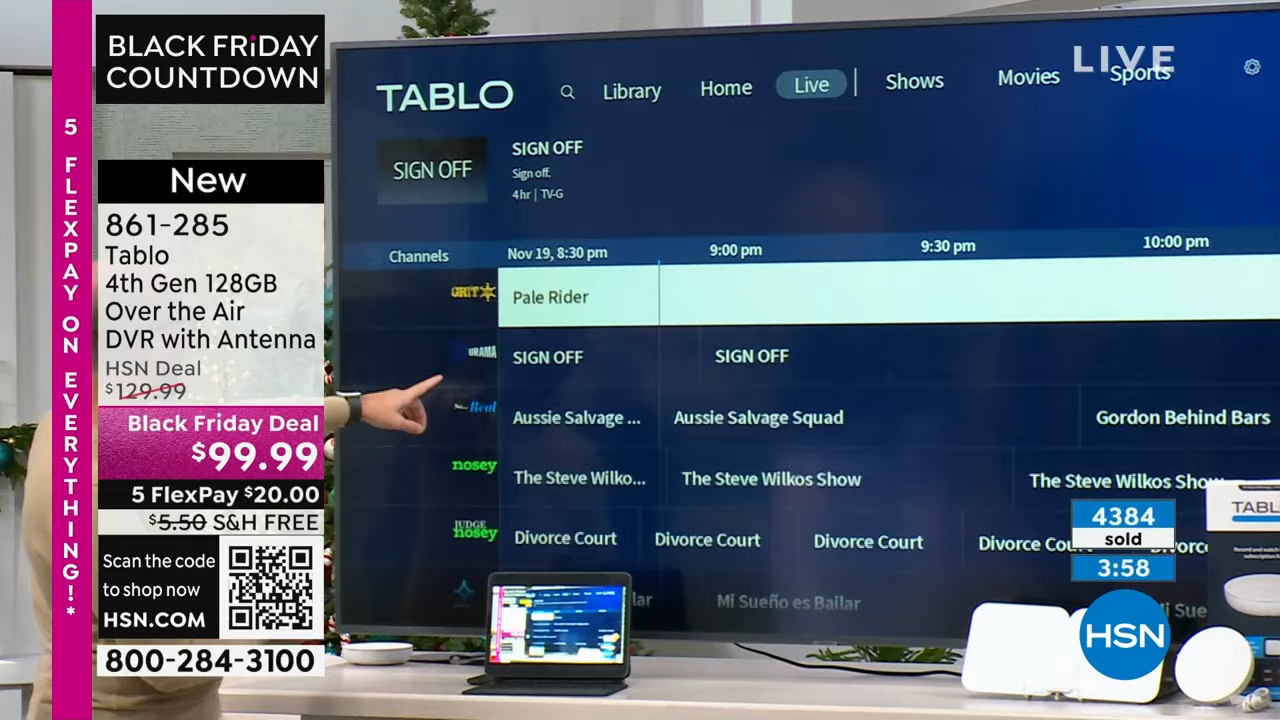 BLACK FRiDAY
COUNTDOWN
5 FLEXPAY ON EVERYTHING!*
New
861-285
Tablo
4th Gen 128GB
Over the Air
DVR with Antenna
HSN Deal
$129.99
Black Friday Deal
$99.99
5 FlexPay $20.00
$5.50 S&H FREE
Scan the code
to shop now
HSN.COM
800-284-3100
LIVE
TABLO Library Home Live Shows Movies Sports
SIGN OFF
SIGN OFF
Sign off.
4 hr | TV-G
Channels Nov 19, 8:30 pm 9:00 pm 9:30 pm 10:00 pm
GRIT Pale Rider
SIGN OFF SIGN OFF
Real Aussie Salvage ... Aussie Salvage Squad Gordon Behind Bars
nosey The Steve Wilko... The Steve Wilkos Show The Steve Wilkos Show
JUDGE nosey Divorce Court Divorce Court Divorce Court Divorce Cou
Mi Sueño es Bailar
4384
sold
3:58
HSN
TABL